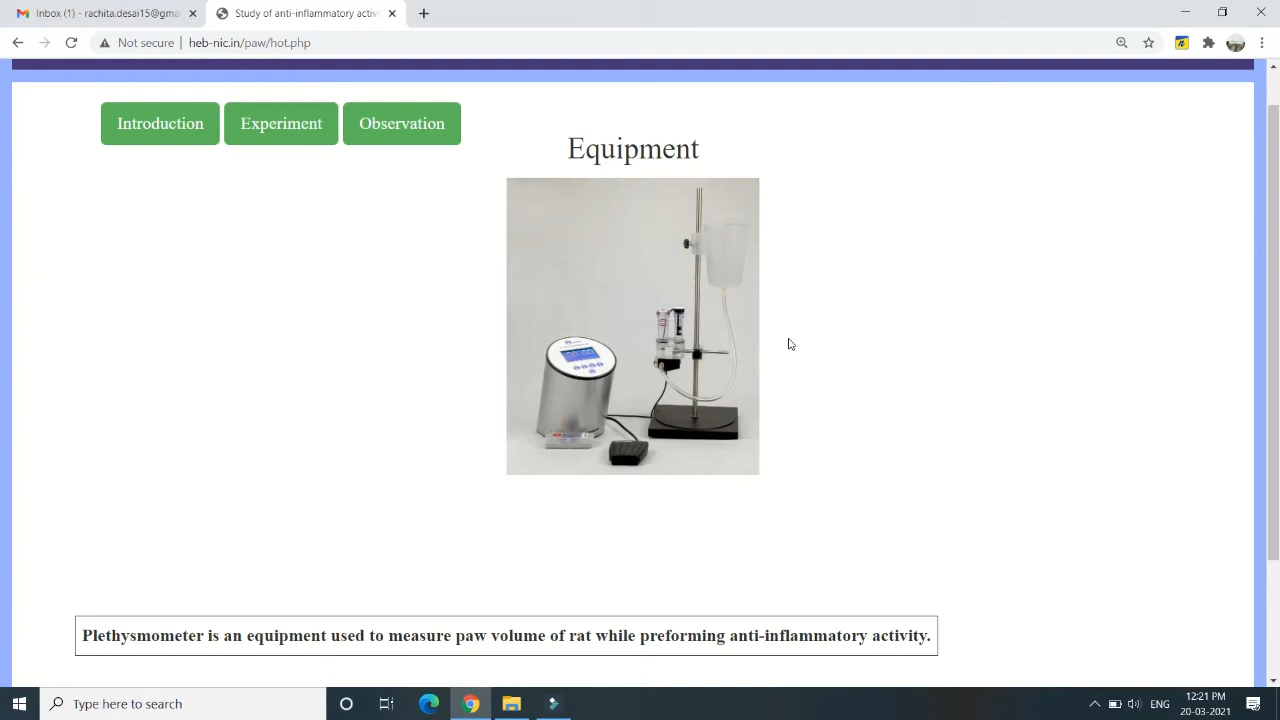 Inbox (1) - rachita.desai15@gmai
Study of anti-inflammatory activi
Not secure
heb-nic.in/paw/hot.php
Introduction
Experiment
Observation
Equipment
Plethysmometer is an equipment used to measure paw volume of rat while preforming anti-inflammatory activity.
Type here to search
ENG
12:21 PM
20-03-2021